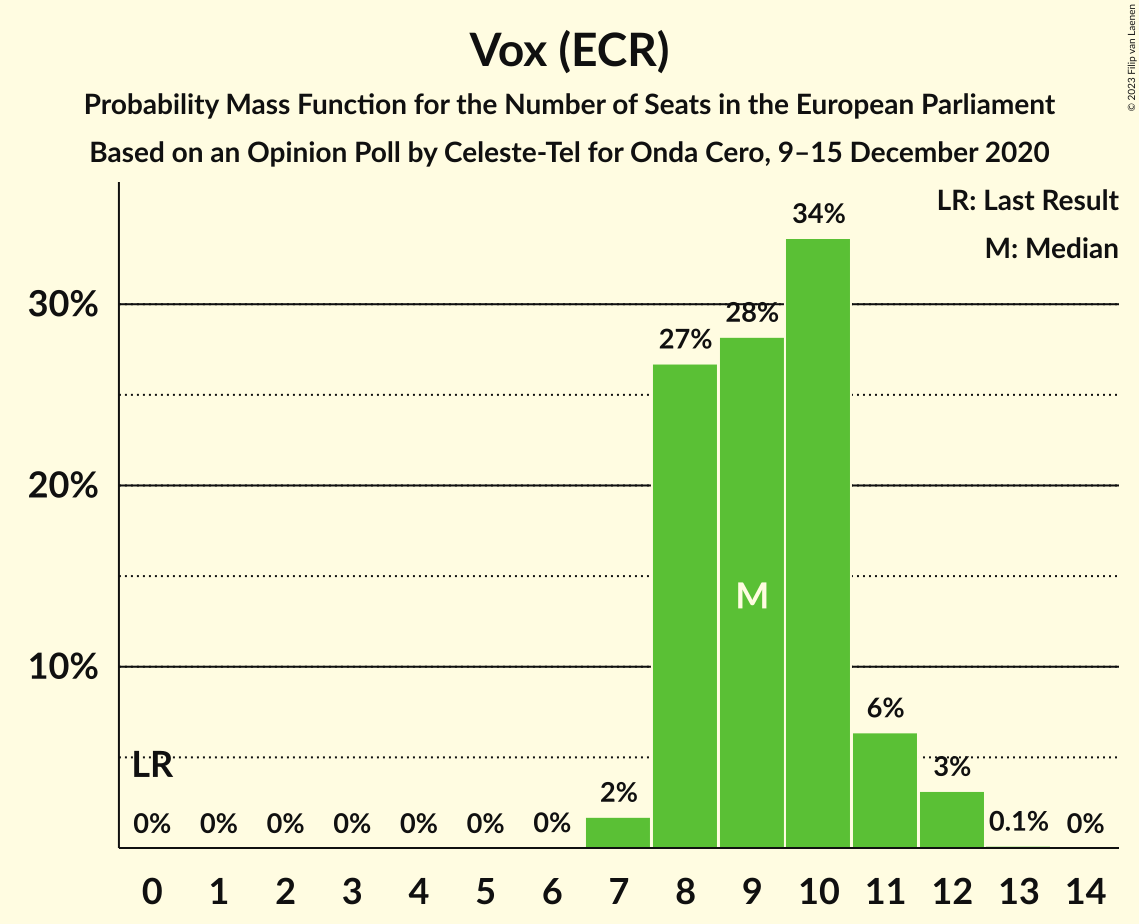 Vox (ECR)
Probability Mass Function for the Number of Seats in the European Parliament
Based on an Opinion Poll by Celeste-Tel for Onda Cero, 9–15 December 2020
© 2023 Filip van Laenen
LR: Last Result
M: Median
34%
30%
28%
27%
20%
M
10%
6%
LR
3%
2%
0% 0% 0% 0% 0% 0% 0% 0.1% 0%
0 1 2 3 4 5 6 7 8 9 10 11 12 13 14